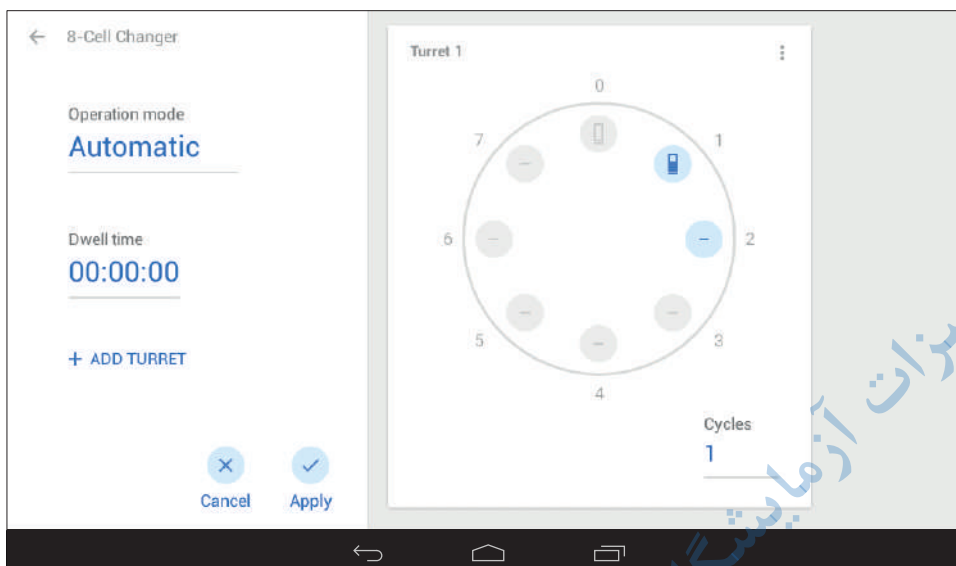 8-Cell Changer
Operation mode
Automatic
Dwell time
00:00:00
+ ADD TURRET
Cancel
Apply
Turret 1
0
1
2
3
4
5
6
7
Cycles
1